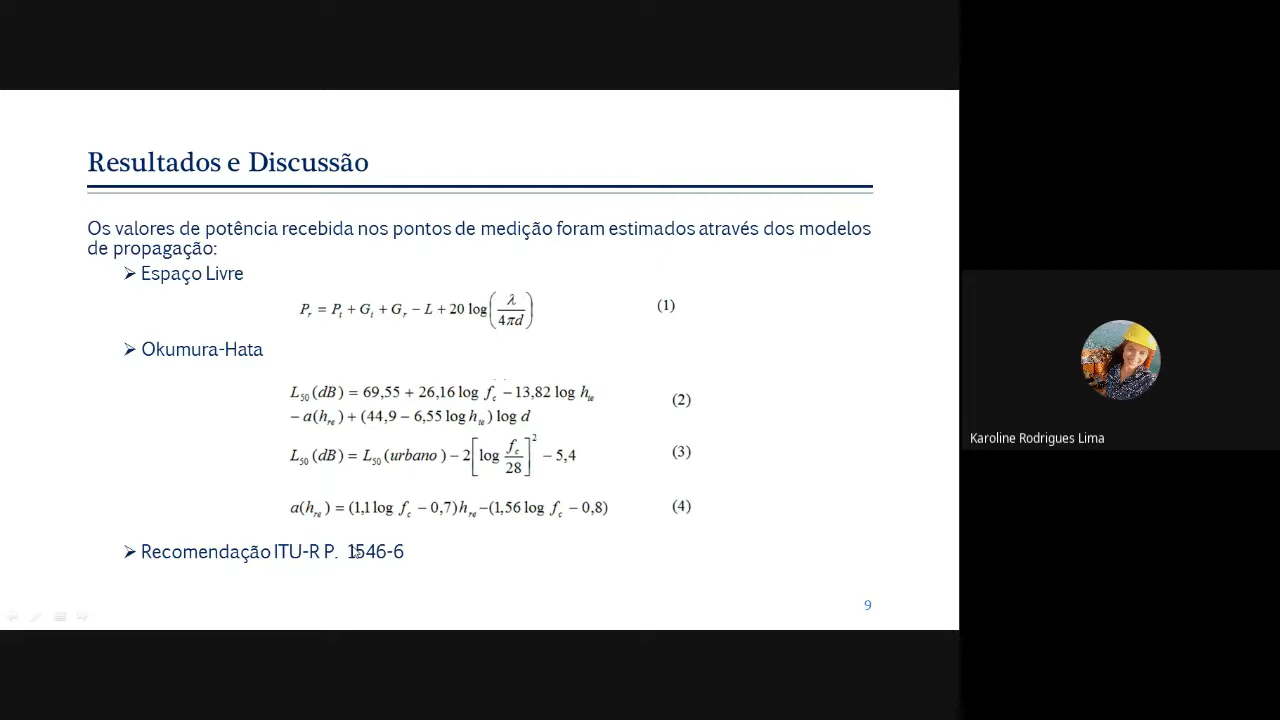 Resultados e Discussão
Os valores de potência recebida nos pontos de medição foram estimados através dos modelos
de propagação:
➢ Espaço Livre
P_r = P_t + G_t + G_r − L + 20 log(λ/4πd) (1)
➢ Okumura-Hata
L_50 (dB) = 69,55 + 26,16 log f_c − 13,82 log h_te
− a(h_re) + (44,9 − 6,55 log h_te) log d (2)
L_50 (dB) = L_50 (urbano) − 2[log f_c/28]^2 − 5,4 (3)
a(h_re) = (1,1 log f_c − 0,7)h_re −(1,56 log f_c − 0,8) (4)
➢ Recomendação ITU-R P. 1546-6
9
Karoline Rodrigues Lima